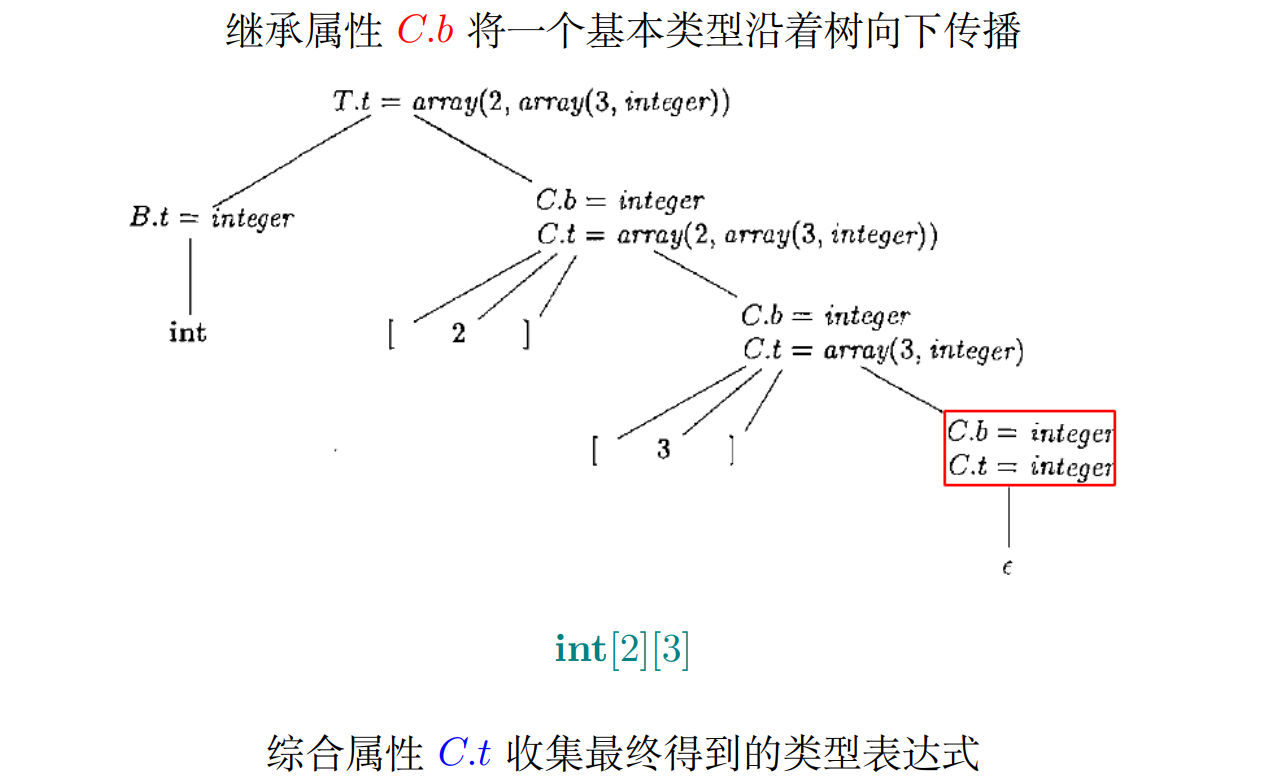 继承属性 C.b 将一个基本类型沿着树向下传播
T.t = array(2, array(3, integer))
B.t = integer
C.b = integer
C.t = array(2, array(3, integer))
int
[ 2 ]
C.b = integer
C.t = array(3, integer)
[ 3 ]
C.b = integer
C.t = integer
ϵ
int[2][3]
综合属性 C.t 收集最终得到的类型表达式